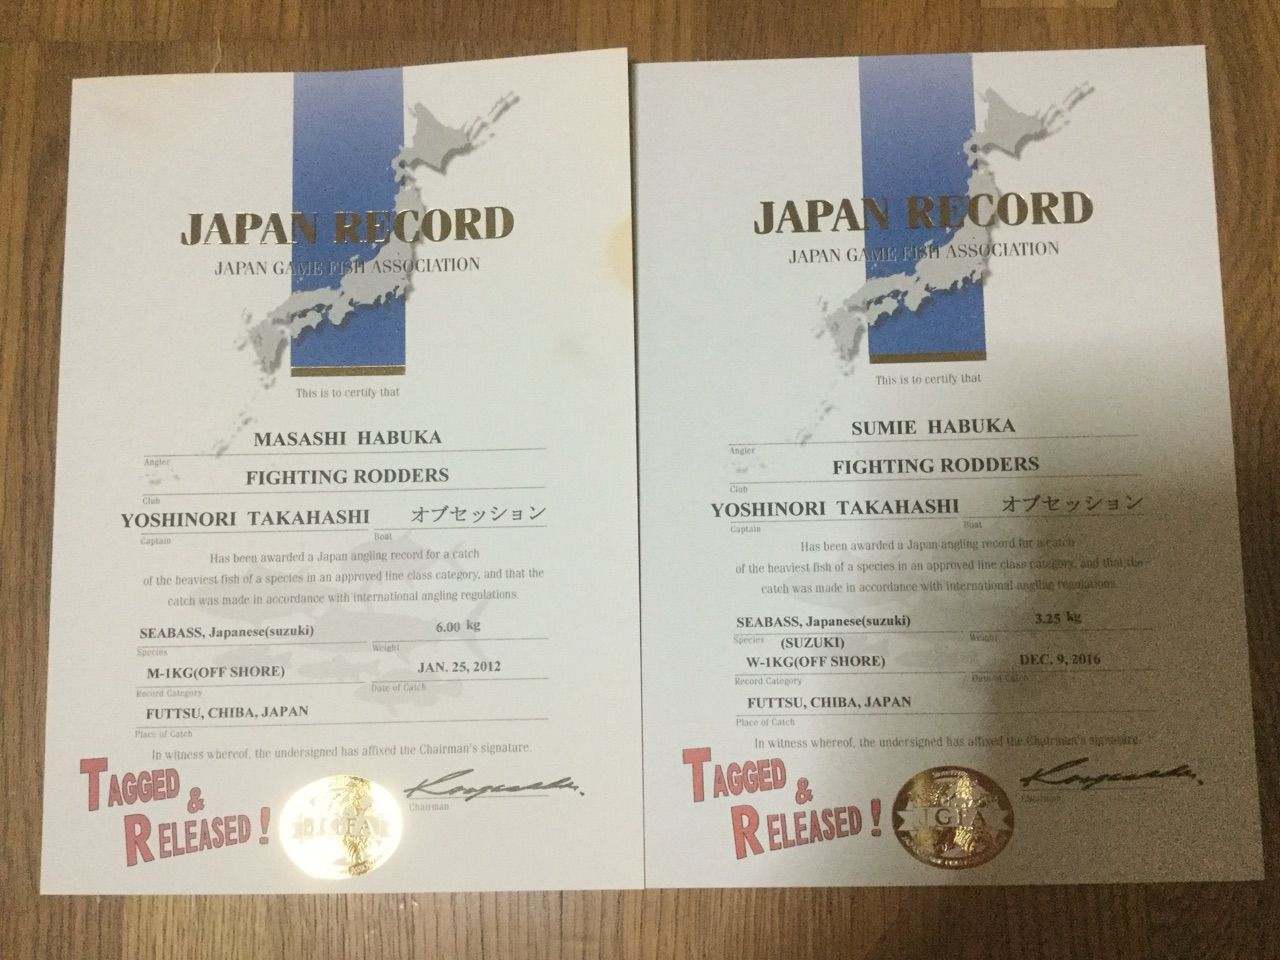 JAPAN RECORD
JAPAN GAME FISH ASSOCIATION
This is to certify that
MASASHI HABUKA
Angler
FIGHTING RODDERS
Club
YOSHINORI TAKAHASHI オブセッション
Captain Boat
Has been awarded a Japan angling record for a catch
of the heaviest fish of a species in an approved line class category, and that the
catch was made in accordance with international angling regulations.
SEABASS, Japanese(suzuki) 6.00 kg
Species Weight
M-1KG(OFF SHORE) JAN. 25, 2012
Record Category Date of Catch
FUTTSU, CHIBA, JAPAN
Place of Catch
In witness whereof, the undersigned has affixed the Chairman's signature.
TAGGED
&
RELEASED !
JGFA
Chairman
JAPAN RECORD
JAPAN GAME FISH ASSOCIATION
This is to certify that
SUMIE HABUKA
Angler
FIGHTING RODDERS
Club
YOSHINORI TAKAHASHI オブセッション
Captain Boat
Has been awarded a Japan angling record for a catch
of the heaviest fish of a species in an approved line class category, and that the
catch was made in accordance with international angling regulations.
SEABASS, Japanese(suzuki) 3.25 kg
Species (SUZUKI) Weight
W-1KG(OFF SHORE) DEC. 9, 2016
Record Category Date of Catch
FUTTSU, CHIBA, JAPAN
Place of Catch
In witness whereof, the undersigned has affixed the Chairman's signature.
TAGGED
&
RELEASED !
JGFA
Chairman